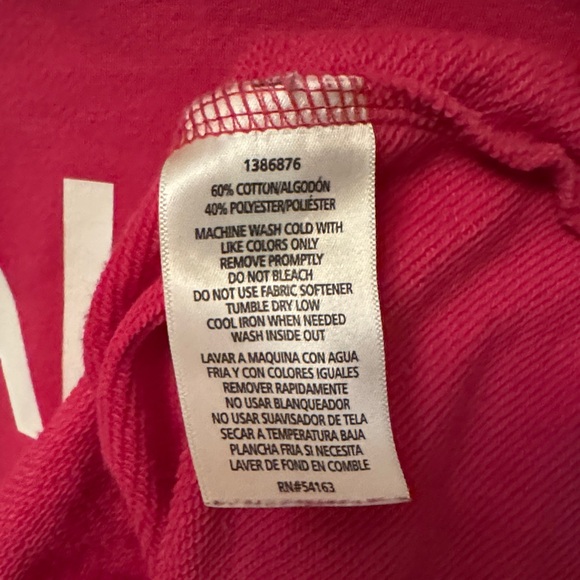 1386876
60% COTTON/ALGODÓN
40% POLYESTER/POLIÉSTER
MACHINE WASH COLD WITH
LIKE COLORS ONLY
REMOVE PROMPTLY
DO NOT BLEACH
DO NOT USE FABRIC SOFTENER
TUMBLE DRY LOW
COOL IRON WHEN NEEDED
WASH INSIDE OUT
LAVAR A MAQUINA CON AGUA
FRIA Y CON COLORES IGUALES
REMOVER RAPIDAMENTE
NO USAR BLANQUEADOR
NO USAR SUAVISADOR DE TELA
SECAR A TEMPERATURA BAJA
PLANCHA FRIA SI NECESITA
LAVER DE FOND EN COMBLE
RN#54163